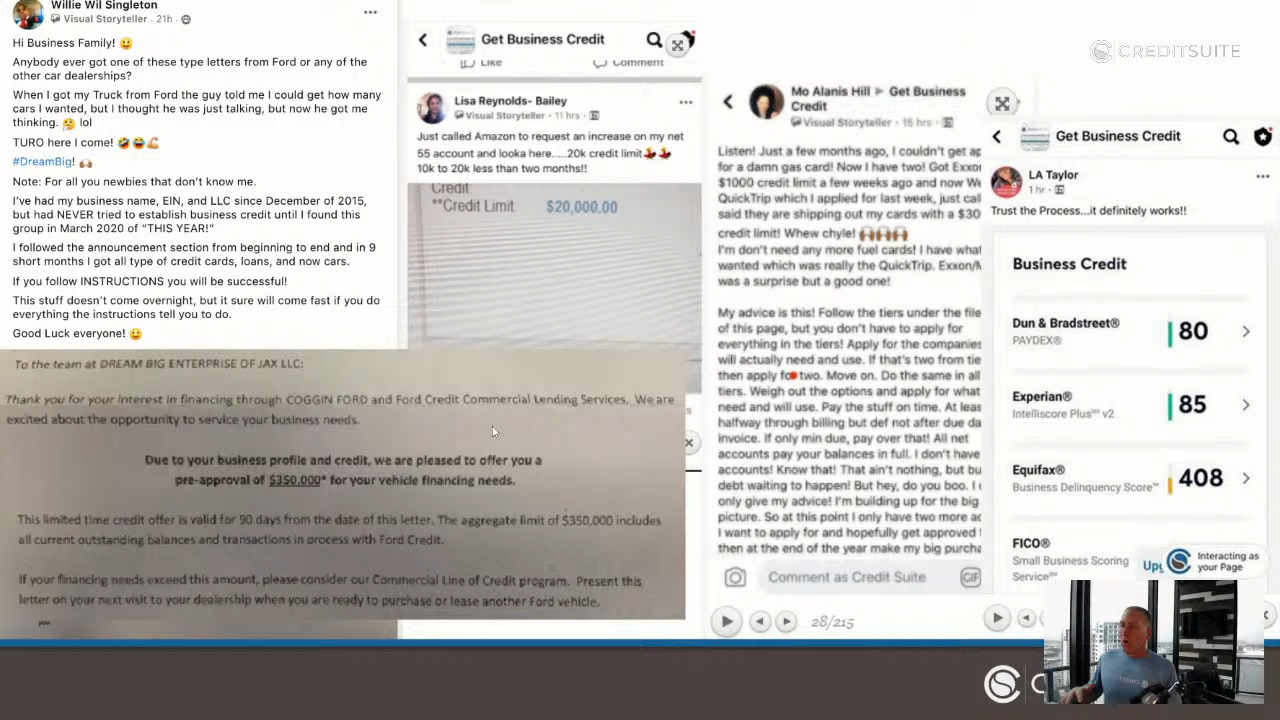 Willie Wil Singleton
Visual Storyteller · 21h ·
Hi Business Family!
Anybody ever got one of these type letters from Ford or any of the
other car dealerships?
When I got my Truck from Ford the guy told me I could get how many
cars I wanted, but I thought he was just talking, but now he got me
thinking. lol
TURO here I come!
#DreamBig!
Note: For all you newbies that don't know me.
I've had my business name, EIN, and LLC since December of 2015,
but had NEVER tried to establish business credit until I found this
group in March 2020 of "THIS YEAR!"
I followed the announcement section from beginning to end and in 9
short months I got all type of credit cards, loans, and now cars.
If you follow INSTRUCTIONS you will be successful!
This stuff doesn't come overnight, but it sure will come fast if you do
everything the instructions tell you to do.
Good Luck everyone!
To the team at DREAM BIG ENTERPRISE OF JAX LLC:
Thank you for your interest in financing through COGGIN FORD and Ford Credit Commercial Lending Services. We are
excited about the opportunity to service your business needs.
Due to your business profile and credit, we are pleased to offer you a
pre-approval of $350,000* for your vehicle financing needs.
This limited time credit offer is valid for 90 days from the date of this letter. The aggregate limit of $350,000 includes
all current outstanding balances and transactions in process with Ford Credit.
If your financing needs exceed this amount, please consider our Commercial Line of Credit program. Present this
letter on your next visit to your dealership when you are ready to purchase or lease another Ford vehicle.
you.
Get Business Credit
Like Comment
Lisa Reynolds- Bailey
Visual Storyteller · 11 hrs ·
Just called Amazon to request an increase on my net
55 account and looka here.....20k credit limit
10k to 20k less than two months!!
Credit
**Credit Limit $20,000.00
Mo Alanis Hill ▶ Get Business
Credit
Visual Storyteller · 15 hrs ·
Listen! Just a few months ago, I couldn't get ap
for a damn gas card! Now I have two! Got Exx
$1000 credit limit a few weeks ago and now We
QuickTrip which I applied for last week, just cal
said they are shipping out my cards with a $30
credit limit! Whew chyle!
I'm don't need any more fuel cards! I have what
wanted which was really the QuickTrip. Exxon/M
was a surprise but a good one!
My advice is this! Follow the tiers under the file
of this page, but you don't have to apply for
everything in the tiers! Apply for the companies
will actually need and use. If that's two from tie
then apply for two. Move on. Do the same in all
tiers. Weigh out the options and apply for what
need and will use. Pay the stuff on time. At leas
halfway through billing but def not after due da
invoice. If only min due, pay over that! All net
accounts pay your balances in full. I don't have
accounts! Know that! That ain't nothing, but bu
debt waiting to happen! But hey, do you boo. I
only give my advice! I'm building up for the big
picture. So at this point I only have two more ac
I want to apply for and hopefully get approved
then at the end of the year make my big purcha
Comment as Credit Suite GIF
28/215
CREDITSUITE
Get Business Credit
LA Taylor
1 hr ·
Trust the Process...it definitely works!!
Business Credit
Dun & Bradstreet® 80
PAYDEX®
Experian® 85
Intelliscore Plus℠ v2
Equifax® 408
Business Delinquency Score™
FICO®
Small Business Scoring
Service℠
Interacting as
your Page